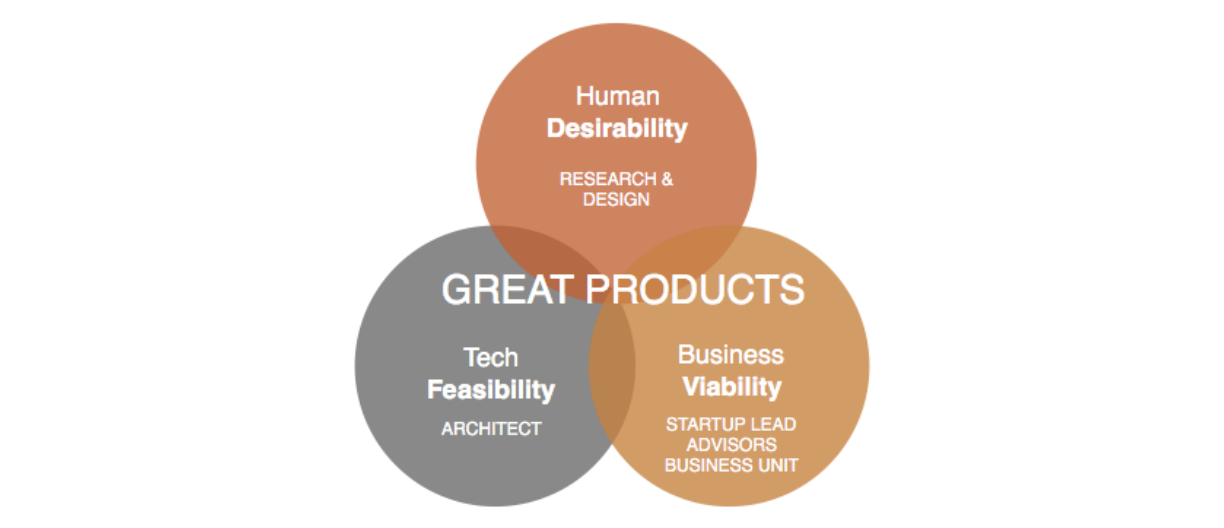 Human
Desirability
RESEARCH &
DESIGN
GREAT PRODUCTS
Tech
Feasibility
ARCHITECT
Business
Viability
STARTUP LEAD
ADVISORS
BUSINESS UNIT